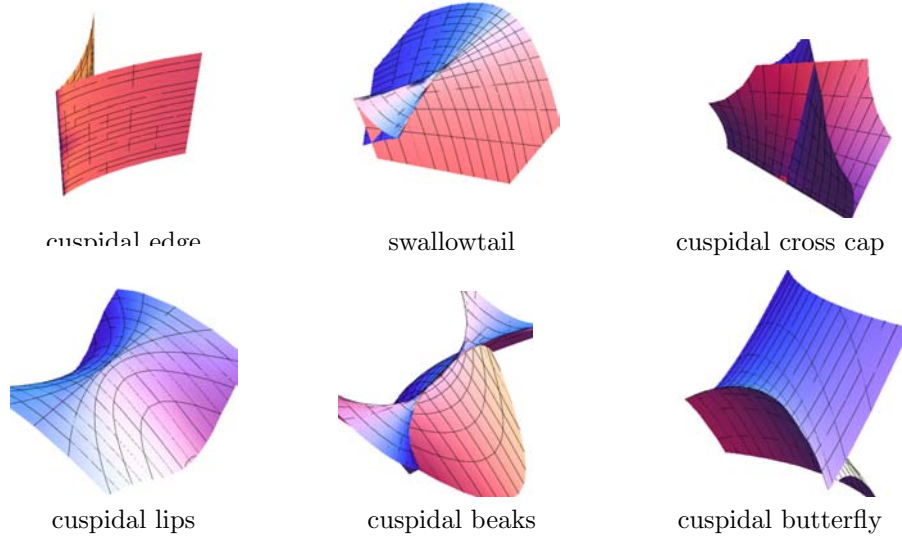 cuspidal edge
swallowtail
cuspidal cross cap
cuspidal lips
cuspidal beaks
cuspidal butterfly